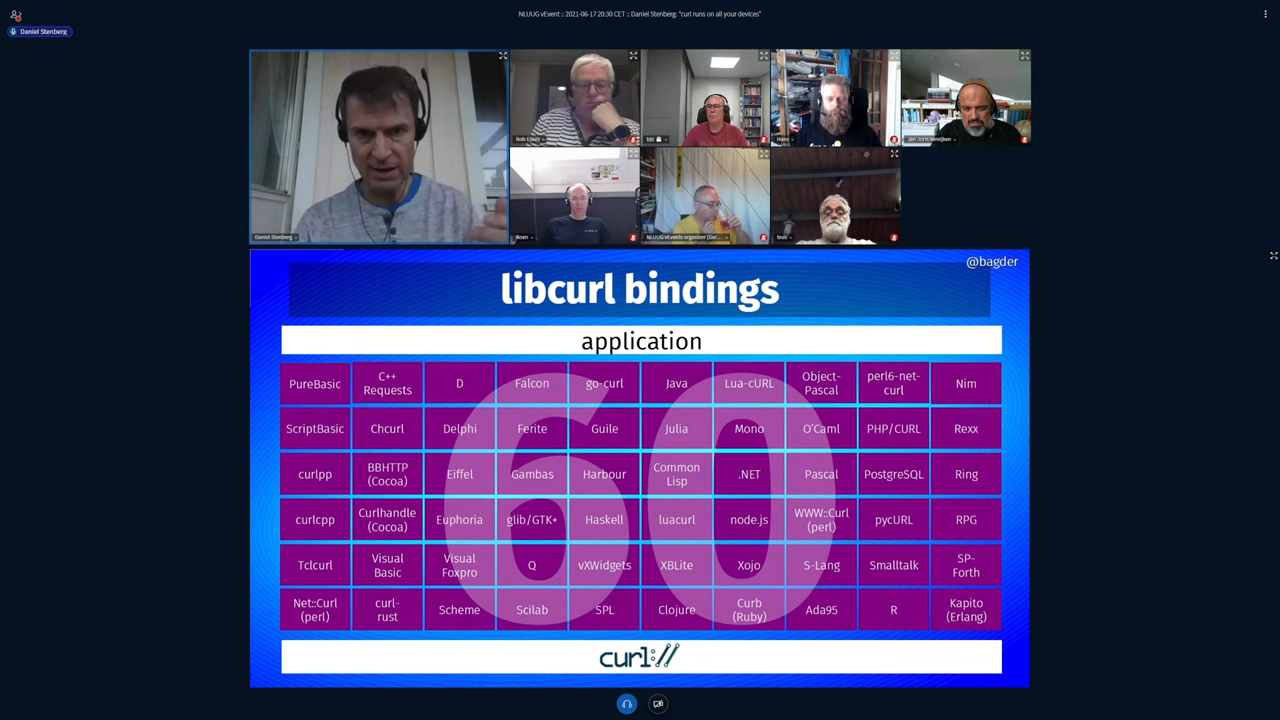 NLUUG vEvent :: 2021-06-17 20:30 CET :: Daniel Stenberg: "curl runs on all your devices"
Daniel Stenberg
Daniel Stenberg
Bob
Hans
Jan Joris Vereijken
Koen
NLUUG vEvents organizer (Ger...
@bagder
libcurl bindings
application
60
PureBasic
C++
Requests
D
Falcon
go-curl
Java
Lua-cURL
Object-
Pascal
perl6-net-
curl
Nim
ScriptBasic
Chcurl
Delphi
Ferite
Guile
Julia
Mono
O'Caml
PHP/CURL
Rexx
curlpp
BBHTTP
(Cocoa)
Eiffel
Gambas
Harbour
Common
Lisp
.NET
Pascal
PostgreSQL
Ring
curlcpp
Curlhandle
(Cocoa)
Euphoria
glib/GTK+
Haskell
luacurl
node.js
WWW::Curl
(perl)
pycURL
RPG
Tclcurl
Visual
Basic
Visual
Foxpro
Q
vXWidgets
XBLite
Xojo
S-Lang
Smalltalk
SP-
Forth
Net::Curl
(perl)
curl-
rust
Scheme
Scilab
SPL
Clojure
Curb
(Ruby)
Ada95
R
Kapito
(Erlang)
curl://